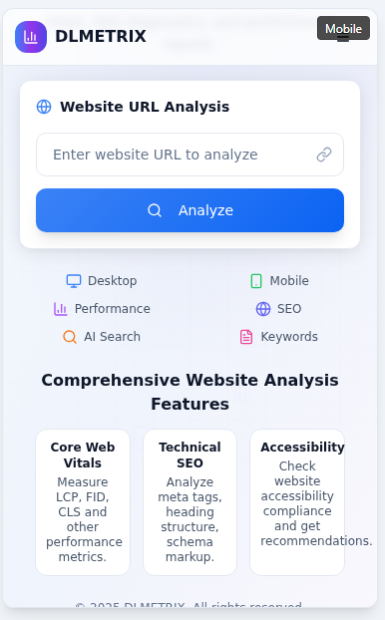 Mobile
DLMETRIX
Website URL Analysis
Enter website URL to analyze
Analyze
Desktop
Mobile
Performance
SEO
AI Search
Keywords
Comprehensive Website Analysis
Features
Core Web
Vitals
Measure
LCP, FID,
CLS and
other
performance
metrics.
Technical
SEO
Analyze
meta tags,
heading
structure,
schema
markup.
Accessibility
Check
website
accessibility
compliance
and get
recommendations.
© 2025 DLMETRIX. All rights reserved.